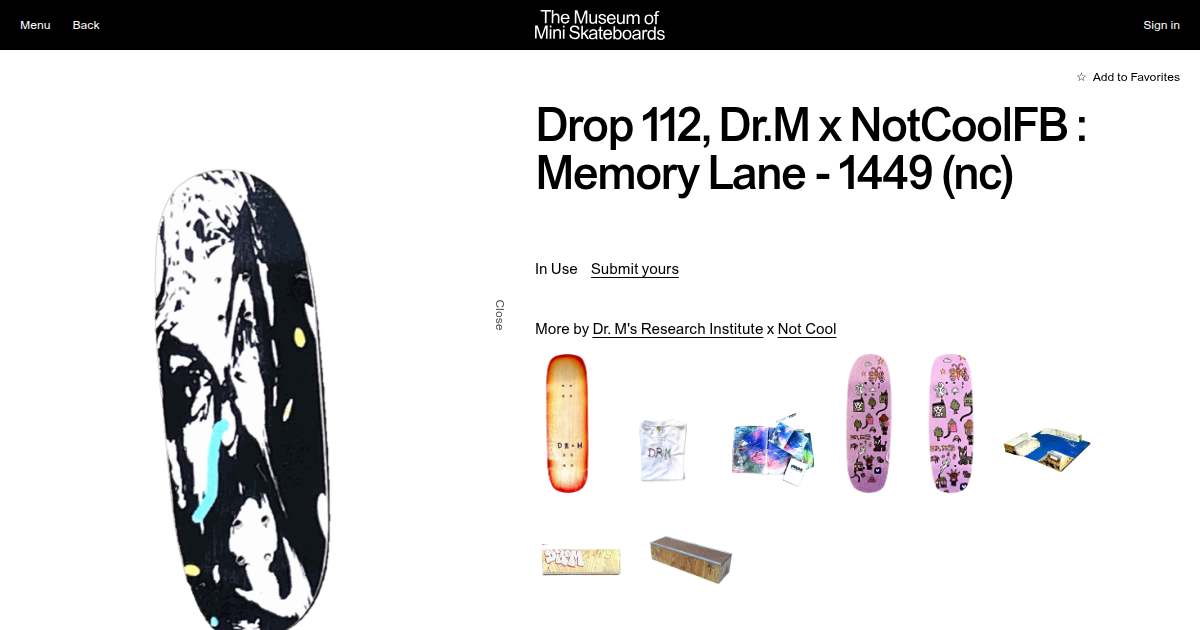 Menu Back
The Museum of
Mini Skateboards
Sign in
☆ Add to Favorites
Drop 112, Dr.M x NotCoolFB :
Memory Lane - 1449 (nc)
In Use Submit yours
Close
More by Dr. M's Research Institute x Not Cool
DR.M
DR.M